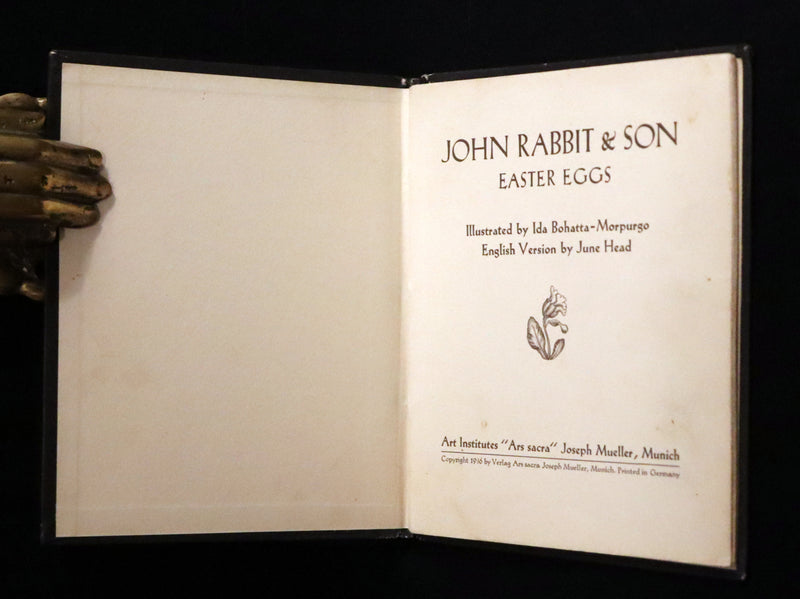 JOHN RABBIT & SON
EASTER EGGS
Illustrated by Ida Bohatta-Morpurgo
English Version by June Head
Art Institutes "Ars sacra" Joseph Mueller, Munich
Copyright 1936 by Verlag Ars sacra Joseph Mueller, Munich. Printed in Germany